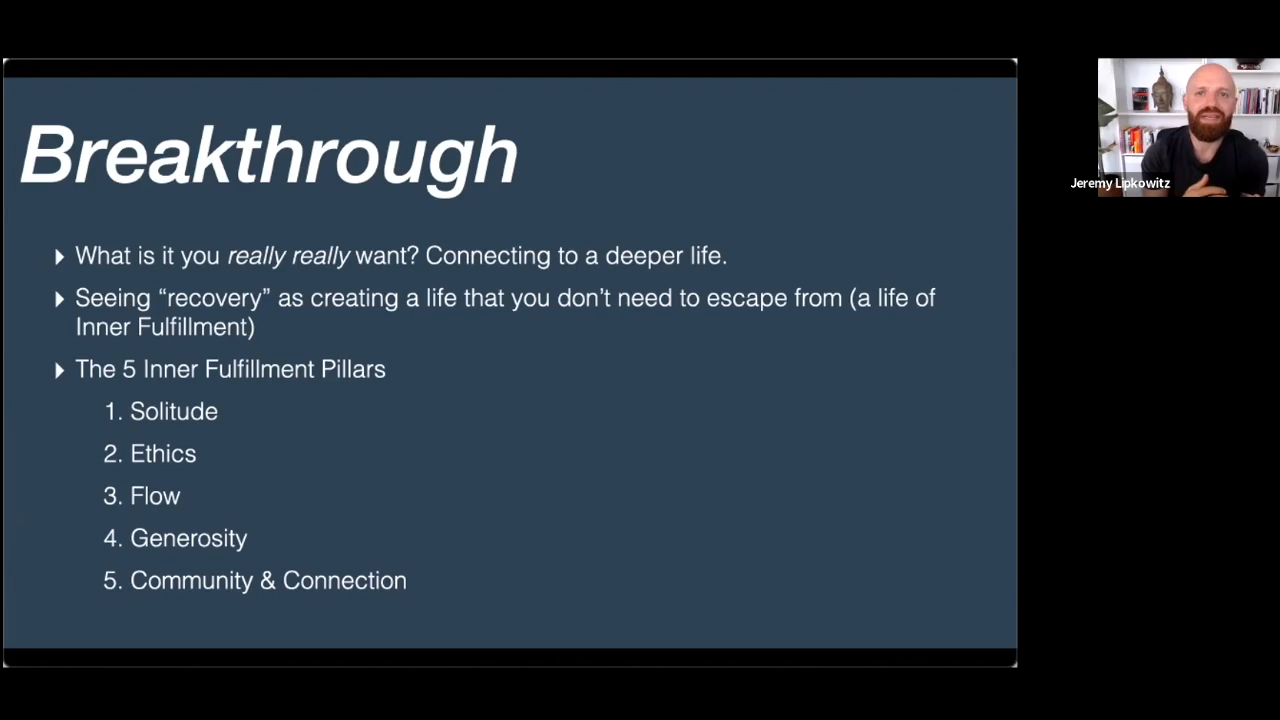 Breakthrough
▸ What is it you really really want? Connecting to a deeper life.
▸ Seeing “recovery” as creating a life that you don’t need to escape from (a life of
Inner Fulfillment)
▸ The 5 Inner Fulfillment Pillars
1. Solitude
2. Ethics
3. Flow
4. Generosity
5. Community & Connection
Jeremy Lipkowitz